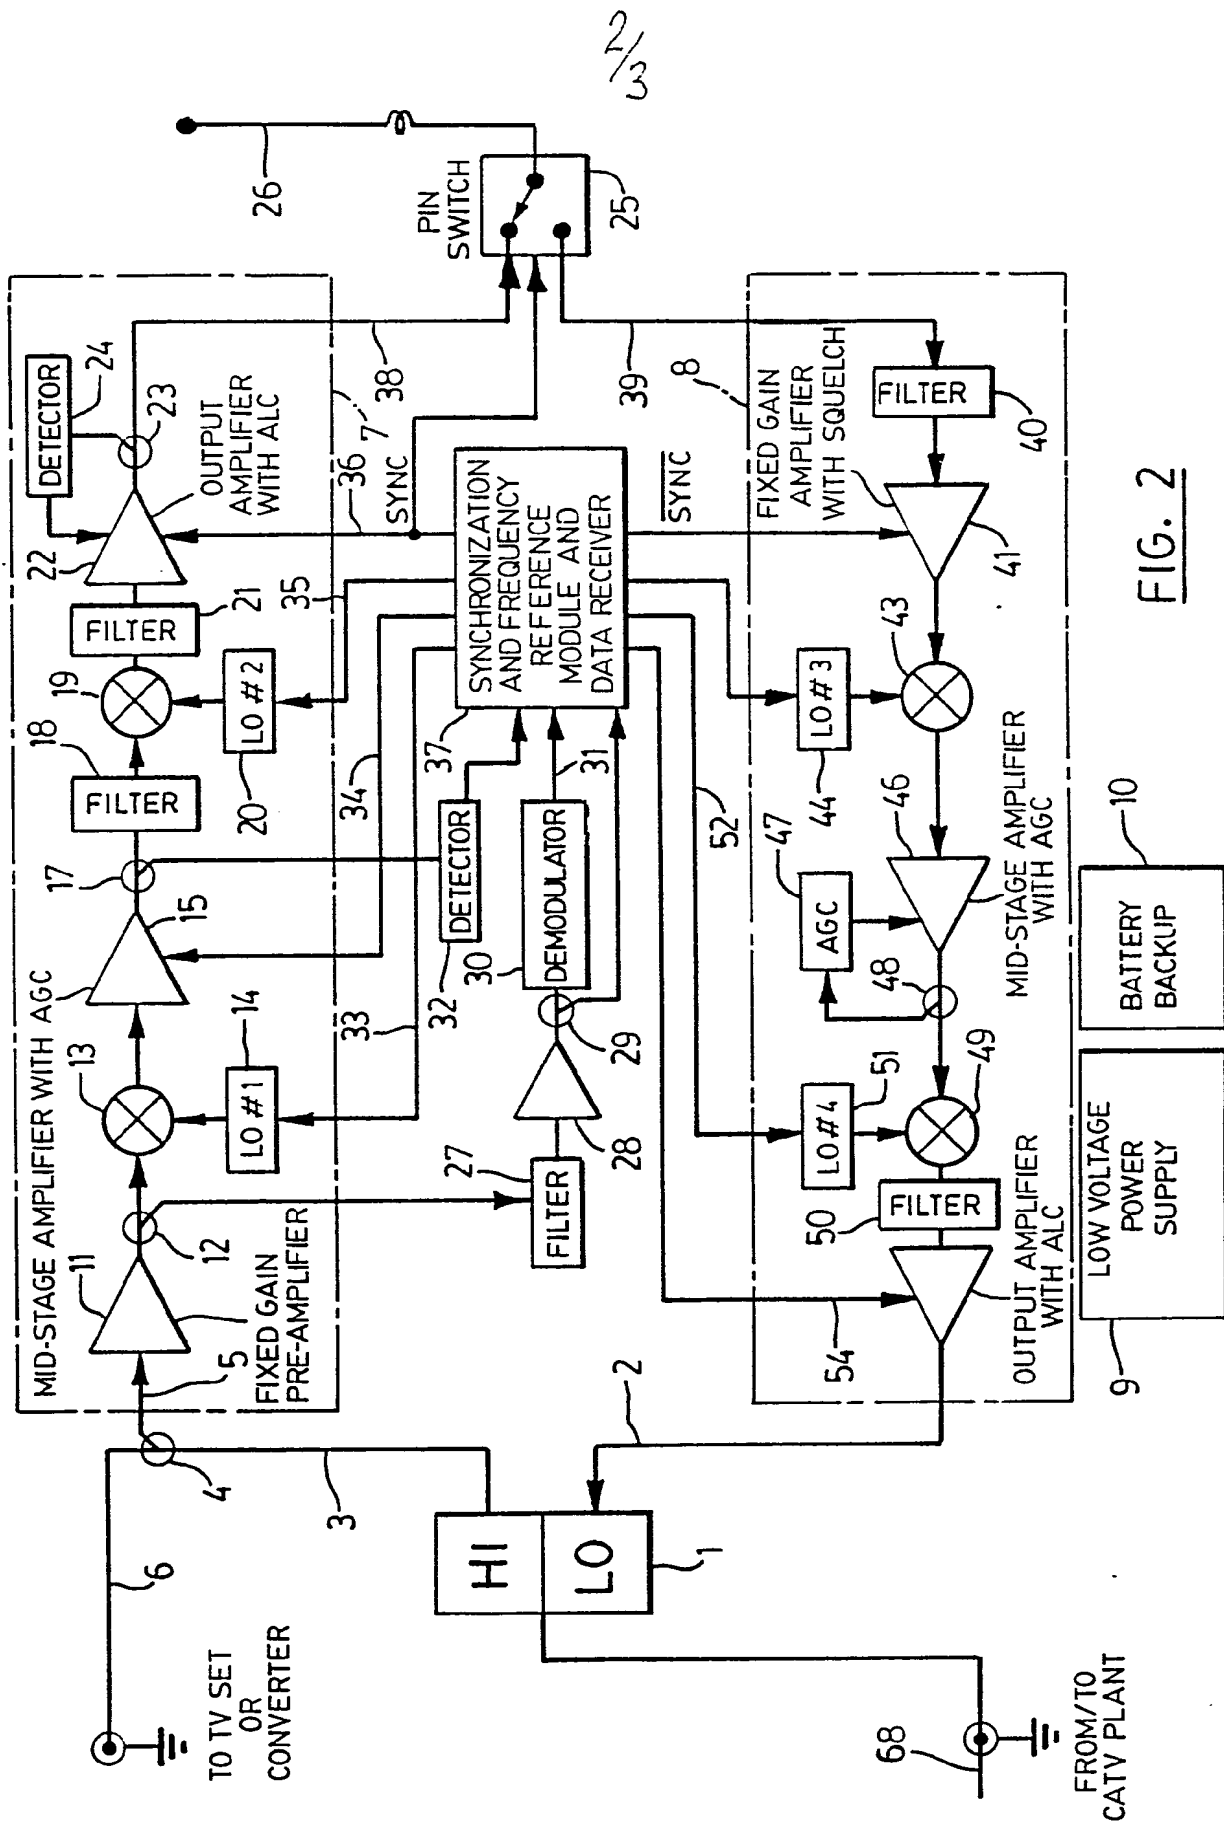 2/3
26
PIN
SWITCH
25
DETECTOR
24
23
22
OUTPUT
AMPLIFIER
WITH ALC
36
7
38
SYNC
39
8
FIXED GAIN
AMPLIFIER
WITH SQUELCH
FILTER
40
41
FILTER
21
19
LO #2
20
35
SYNCHRONIZATION
AND FREQUENCY
REFERENCE
MODULE AND
DATA RECEIVER
37
SYNC
LO #3
44
43
FILTER
18
17
15
34
DETECTOR
32
31
DEMODULATOR
30
52
46
47
AGC
48
MID-STAGE AMPLIFIER
WITH AGC
MID-STAGE AMPLIFIER WITH AGC
13
14
LO #1
33
29
28
27
FILTER
LO #4
51
49
FILTER
50
OUTPUT AMPLIFIER
WITH ALC
54
11
12
5
FIXED GAIN
PRE-AMPLIFIER
4
3
6
2
HI
LO
1
TO TV SET
OR
CONVERTER
68
FROM/TO
CATV PLANT
LOW VOLTAGE
POWER
SUPPLY
9
BATTERY
BACKUP
10
FIG. 2